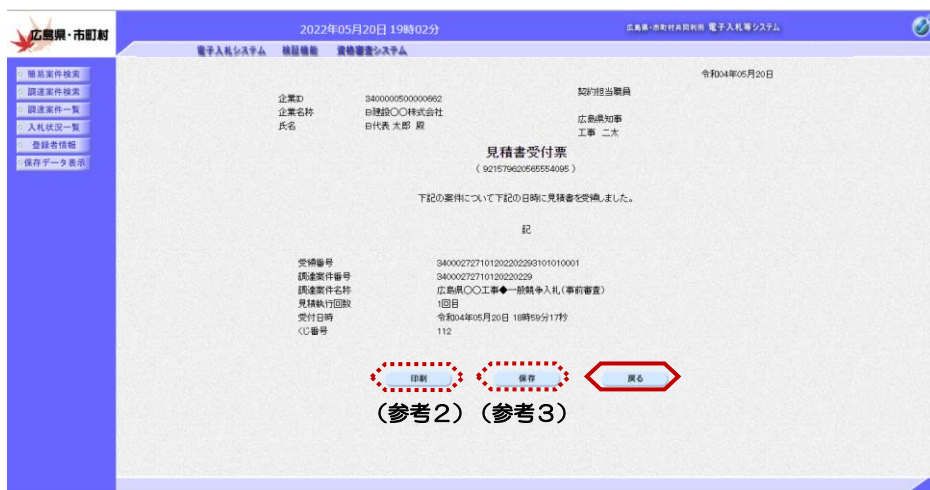 広島県・市町村
2022年05月20日 19時02分
広島県・市町村共同利用 電子入札等システム
電子入札システム 検証機能 資格審査システム
簡易案件検索
調達案件検索
調達案件一覧
入札状況一覧
登録者情報
保存データ表示
令和04年05月20日
企業ID 3400000500000662
企業名称 B建設〇〇株式会社
氏名 B代表 太郎 殿
契約担当職員
広島県知事
工事 二太
見積書受付票
( 921579620565554095 )
下記の案件について下記の日時に見積書を受領しました。
記
受領番号 34000272710120220229310101000​1
調達案件番号 34000272710120220229
調達案件名称 広島県〇〇工事◆一般競争入札(事前審査)
見積執行回数 1回目
受付日時 令和04年05月20日 18時59分17秒
くじ番号 112
印刷 保存 戻る
(参考2) (参考3)